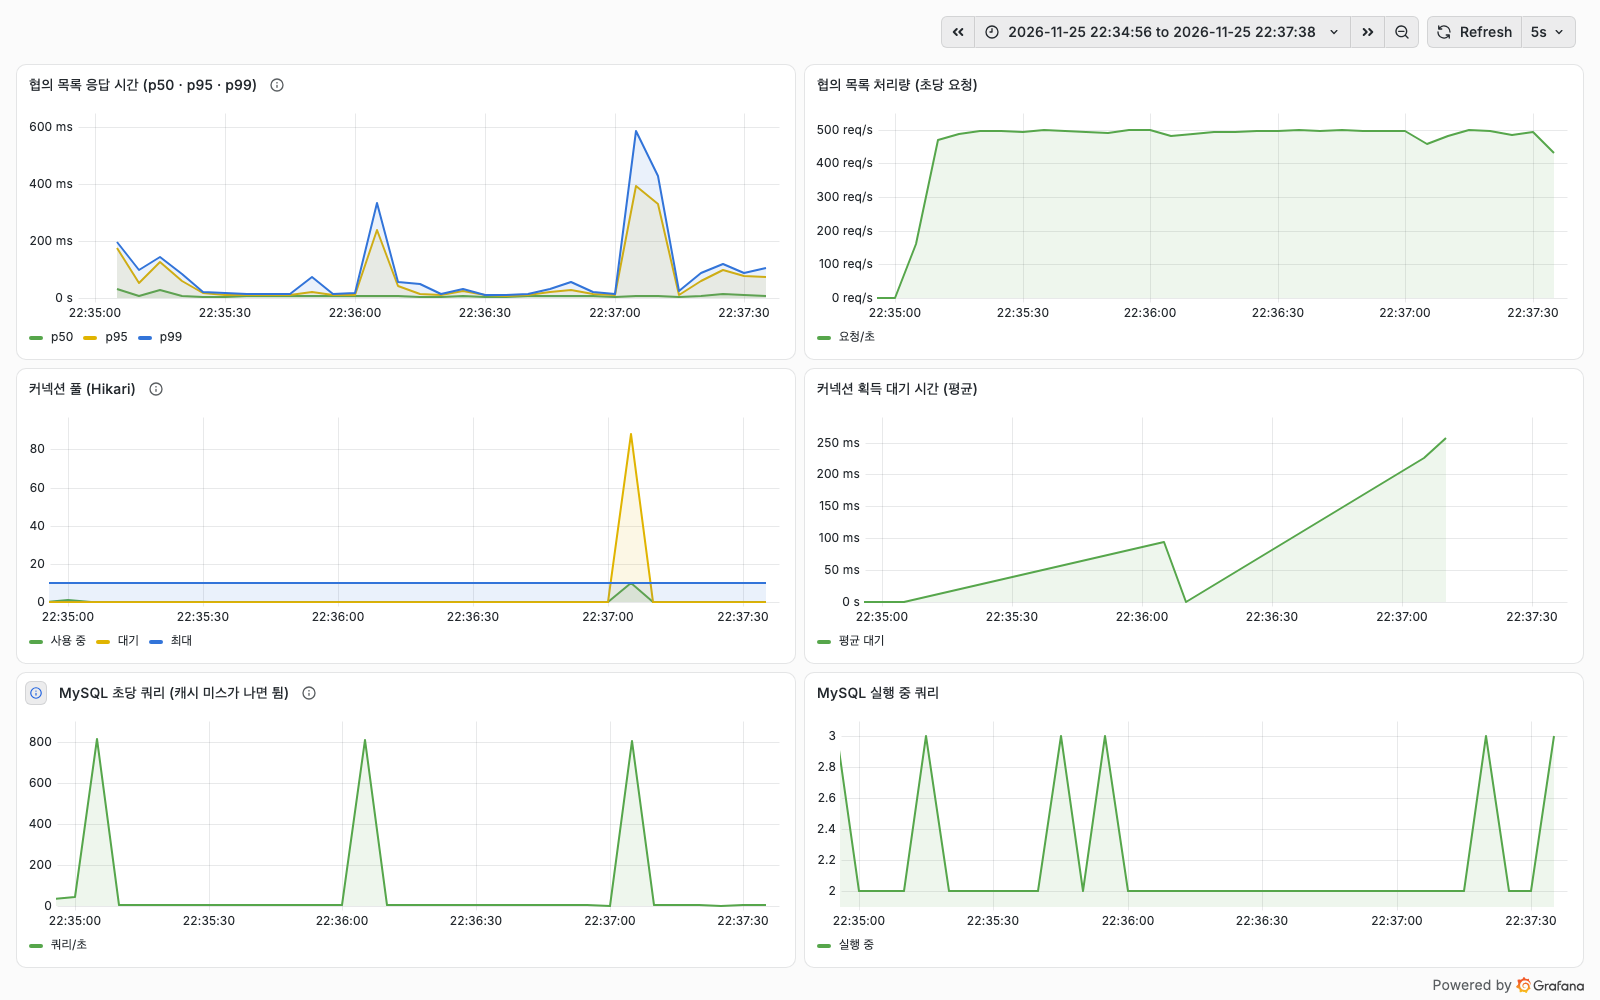 2026-11-25 22:34:56 to 2026-11-25 22:37:38
Refresh
5s
협의 목록 응답 시간 (p50 · p95 · p99)
600 ms
400 ms
200 ms
0 s
22:35:00 22:35:30 22:36:00 22:36:30 22:37:00 22:37:30
p50 p95 p99
협의 목록 처리량 (초당 요청)
500 req/s
400 req/s
300 req/s
200 req/s
100 req/s
0 req/s
22:35:00 22:35:30 22:36:00 22:36:30 22:37:00 22:37:30
요청/초
커넥션 풀 (Hikari)
80
60
40
20
0
22:35:00 22:35:30 22:36:00 22:36:30 22:37:00 22:37:30
사용 중 대기 최대
커넥션 획득 대기 시간 (평균)
250 ms
200 ms
150 ms
100 ms
50 ms
0 s
22:35:00 22:35:30 22:36:00 22:36:30 22:37:00 22:37:30
평균 대기
MySQL 초당 쿼리 (캐시 미스가 나면 튐)
800
600
400
200
0
22:35:00 22:35:30 22:36:00 22:36:30 22:37:00 22:37:30
쿼리/초
MySQL 실행 중 쿼리
3
2.8
2.6
2.4
2.2
2
22:35:00 22:35:30 22:36:00 22:36:30 22:37:00 22:37:30
실행 중
Powered by Grafana